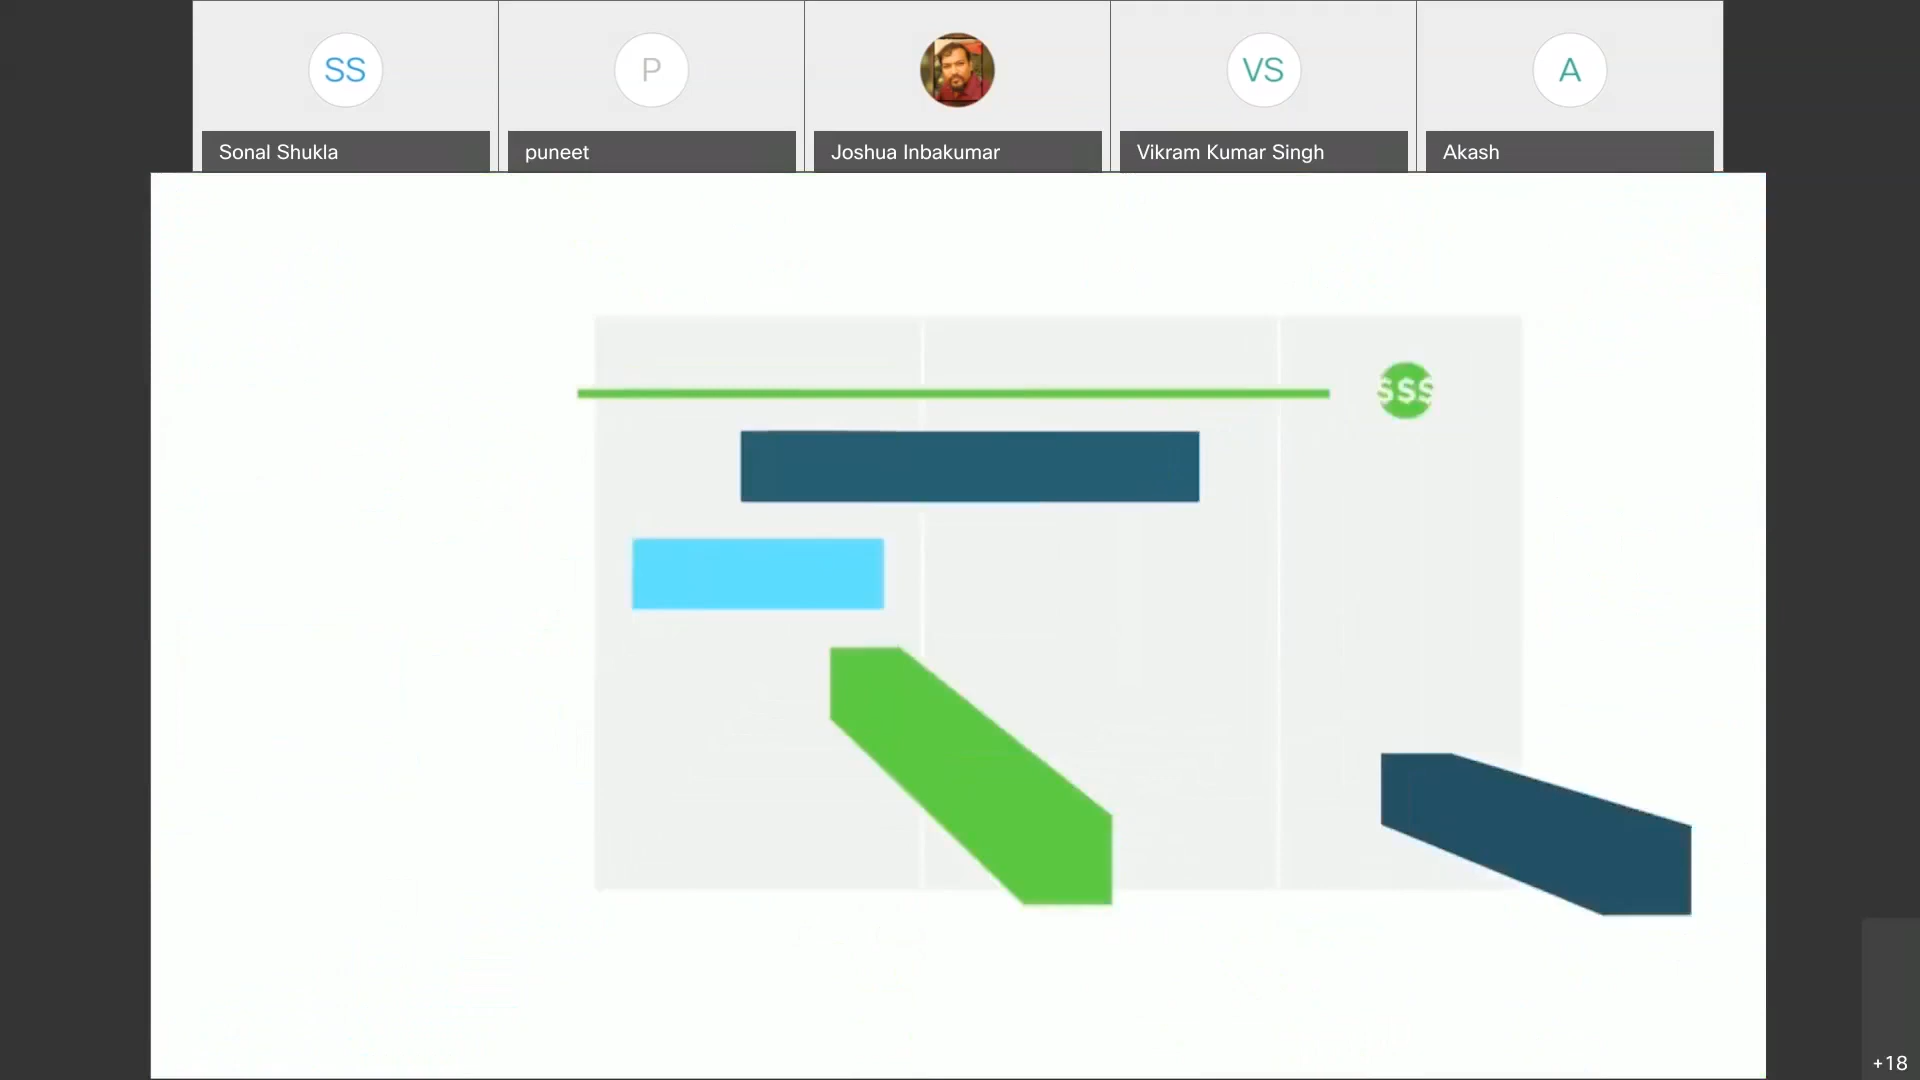 SS
P
VS
A
Sonal Shukla
puneet
Joshua Inbakumar
Vikram Kumar Singh
Akash
$$$
+18